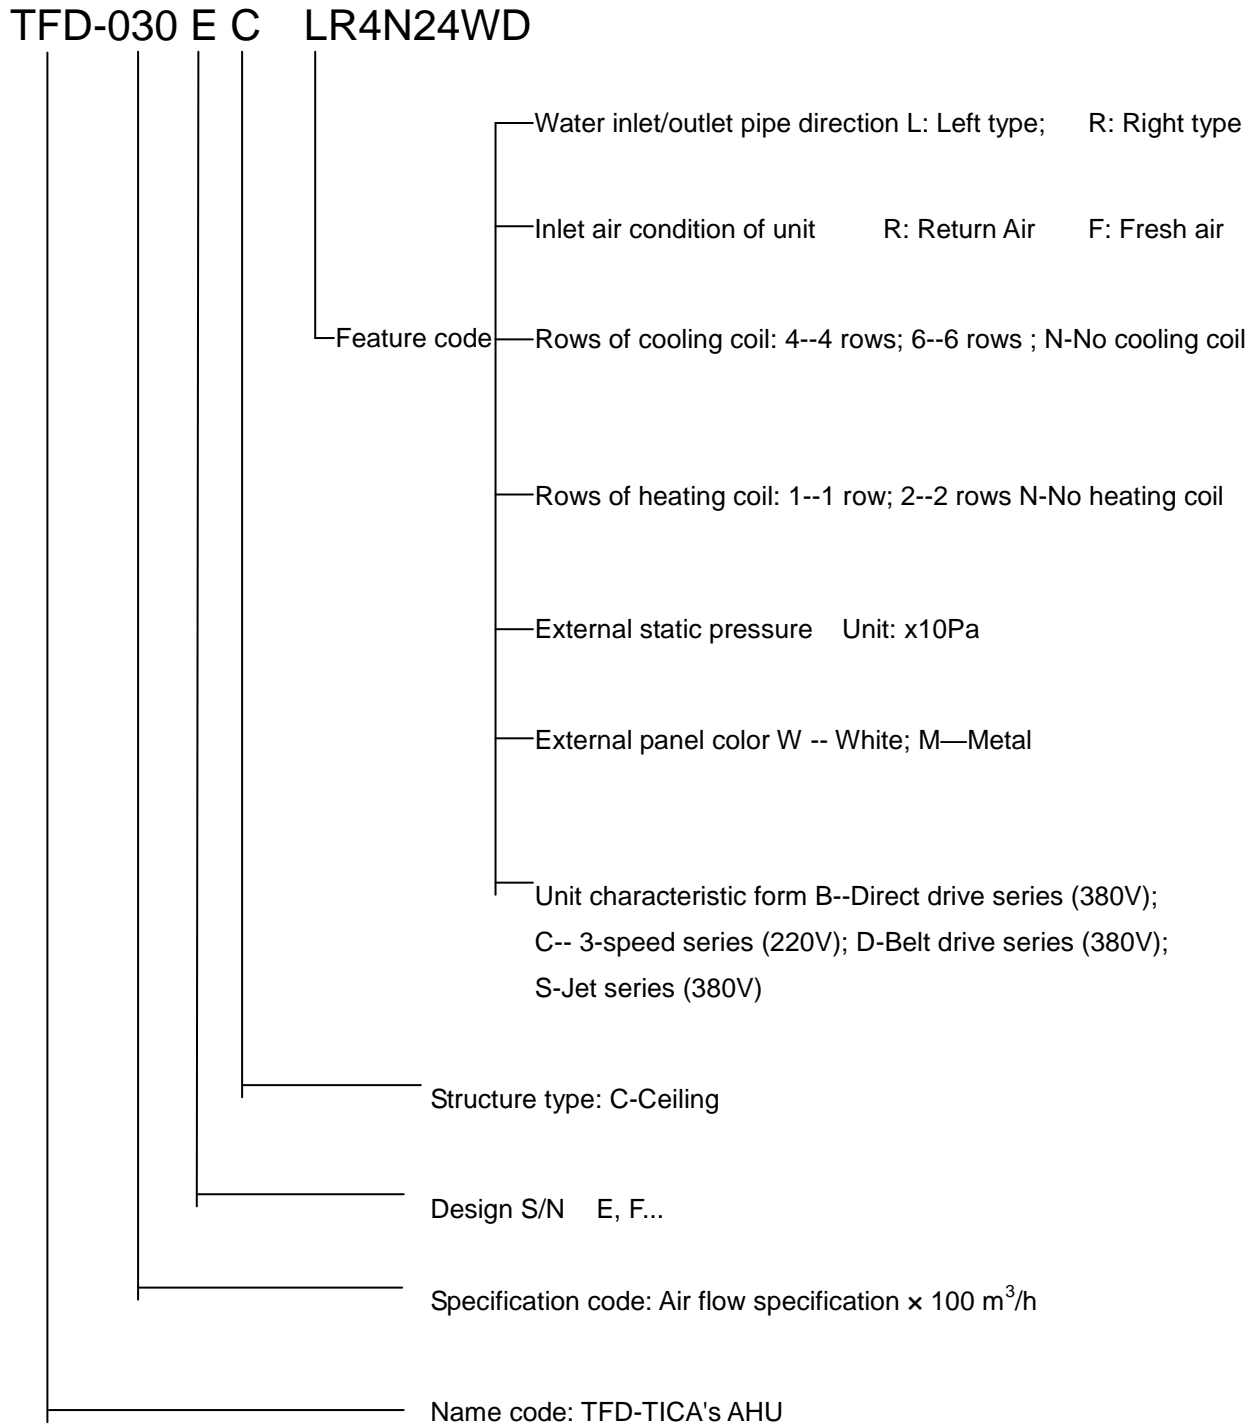 TFD-030 E C LR4N24WD
Water inlet/outlet pipe direction L: Left type; R: Right type
Inlet air condition of unit R: Return Air F: Fresh air
Feature code
Rows of cooling coil: 4--4 rows; 6--6 rows ; N-No cooling coil
Rows of heating coil: 1--1 row; 2--2 rows N-No heating coil
External static pressure Unit: x10Pa
External panel color W -- White; M—Metal
Unit characteristic form B--Direct drive series (380V);
C-- 3-speed series (220V); D-Belt drive series (380V);
S-Jet series (380V)
Structure type: C-Ceiling
Design S/N E, F...
Specification code: Air flow specification × 100 m³/h
Name code: TFD-TICA's AHU